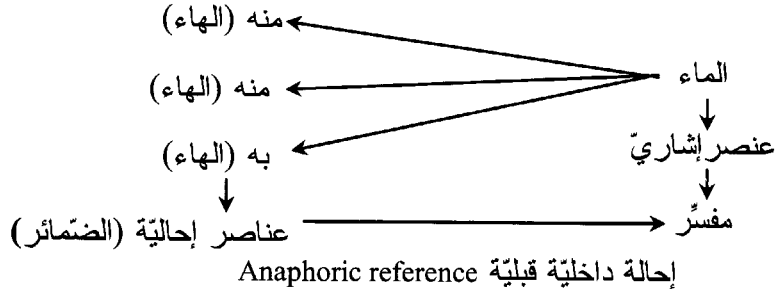 منه (الهاء)
الماء
منه (الهاء)
عنصر إشاريّ
به (الهاء)
مفسِّر
عناصر إحاليّة (الضّمائر)
إحالة داخليّة قبليّة Anaphoric reference